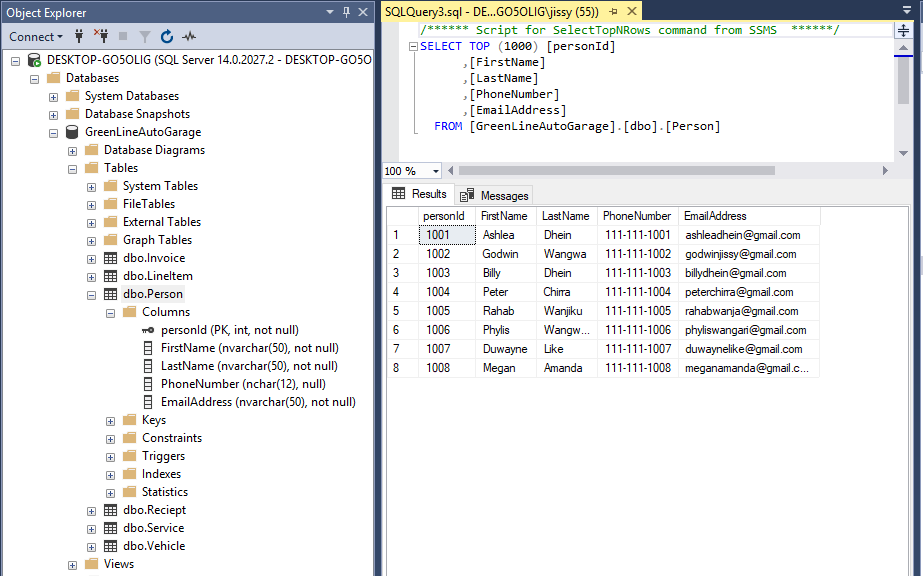 Object Explorer
Connect
DESKTOP-GO5OLIG (SQL Server 14.0.2027.2 - DESKTOP-GO5O
Databases
System Databases
Database Snapshots
GreenLineAutoGarage
Database Diagrams
Tables
System Tables
FileTables
External Tables
Graph Tables
dbo.Invoice
dbo.LineItem
dbo.Person
Columns
personId (PK, int, not null)
FirstName (nvarchar(50), not null)
LastName (nvarchar(50), not null)
PhoneNumber (nchar(12), null)
EmailAddress (nvarchar(50), not null)
Keys
Constraints
Triggers
Indexes
Statistics
dbo.Reciept
dbo.Service
dbo.Vehicle
Views
SQLQuery3.sql - DE...GO5OLIG\jissy (55))
/****** Script for SelectTopNRows command from SSMS ******/
SELECT TOP (1000) [personId]
,[FirstName]
,[LastName]
,[PhoneNumber]
,[EmailAddress]
FROM [GreenLineAutoGarage].[dbo].[Person]
100 %
Results Messages
personId FirstName LastName PhoneNumber EmailAddress
1 1001 Ashlea Dhein 111-111-1001 ashleadhein@gmail.com
2 1002 Godwin Wangwa 111-111-1002 godwinjissy@gmail.com
3 1003 Billy Dhein 111-111-1003 billydhein@gmail.com
4 1004 Peter Chirra 111-111-1004 peterchirra@gmail.com
5 1005 Rahab Wanjiku 111-111-1005 rahabwanja@gmail.com
6 1006 Phylis Wangw... 111-111-1006 phyliswangari@gmail.com
7 1007 Duwayne Like 111-111-1007 duwaynelike@gmail.com
8 1008 Megan Amanda 111-111-1008 meganamanda@gmail.c...